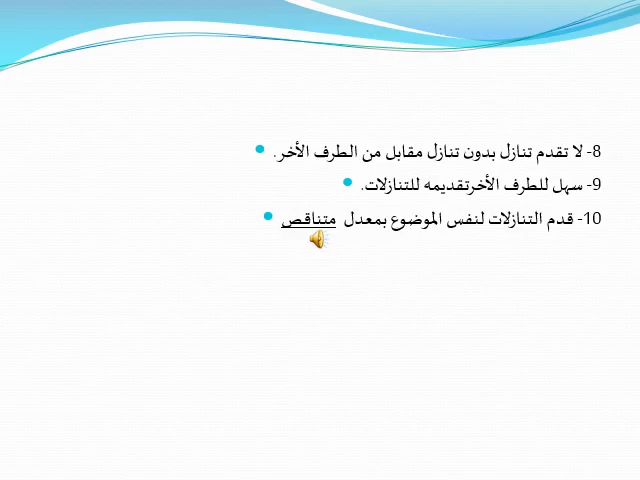 8- لا تقدم تنازل بدون تنازل مقابل من الطرف الأخر.
9- سهل للطرف الأخرتقديمه للتنازلات.
10- قدم التنازلات لنفس الموضوع بمعدل متناقص